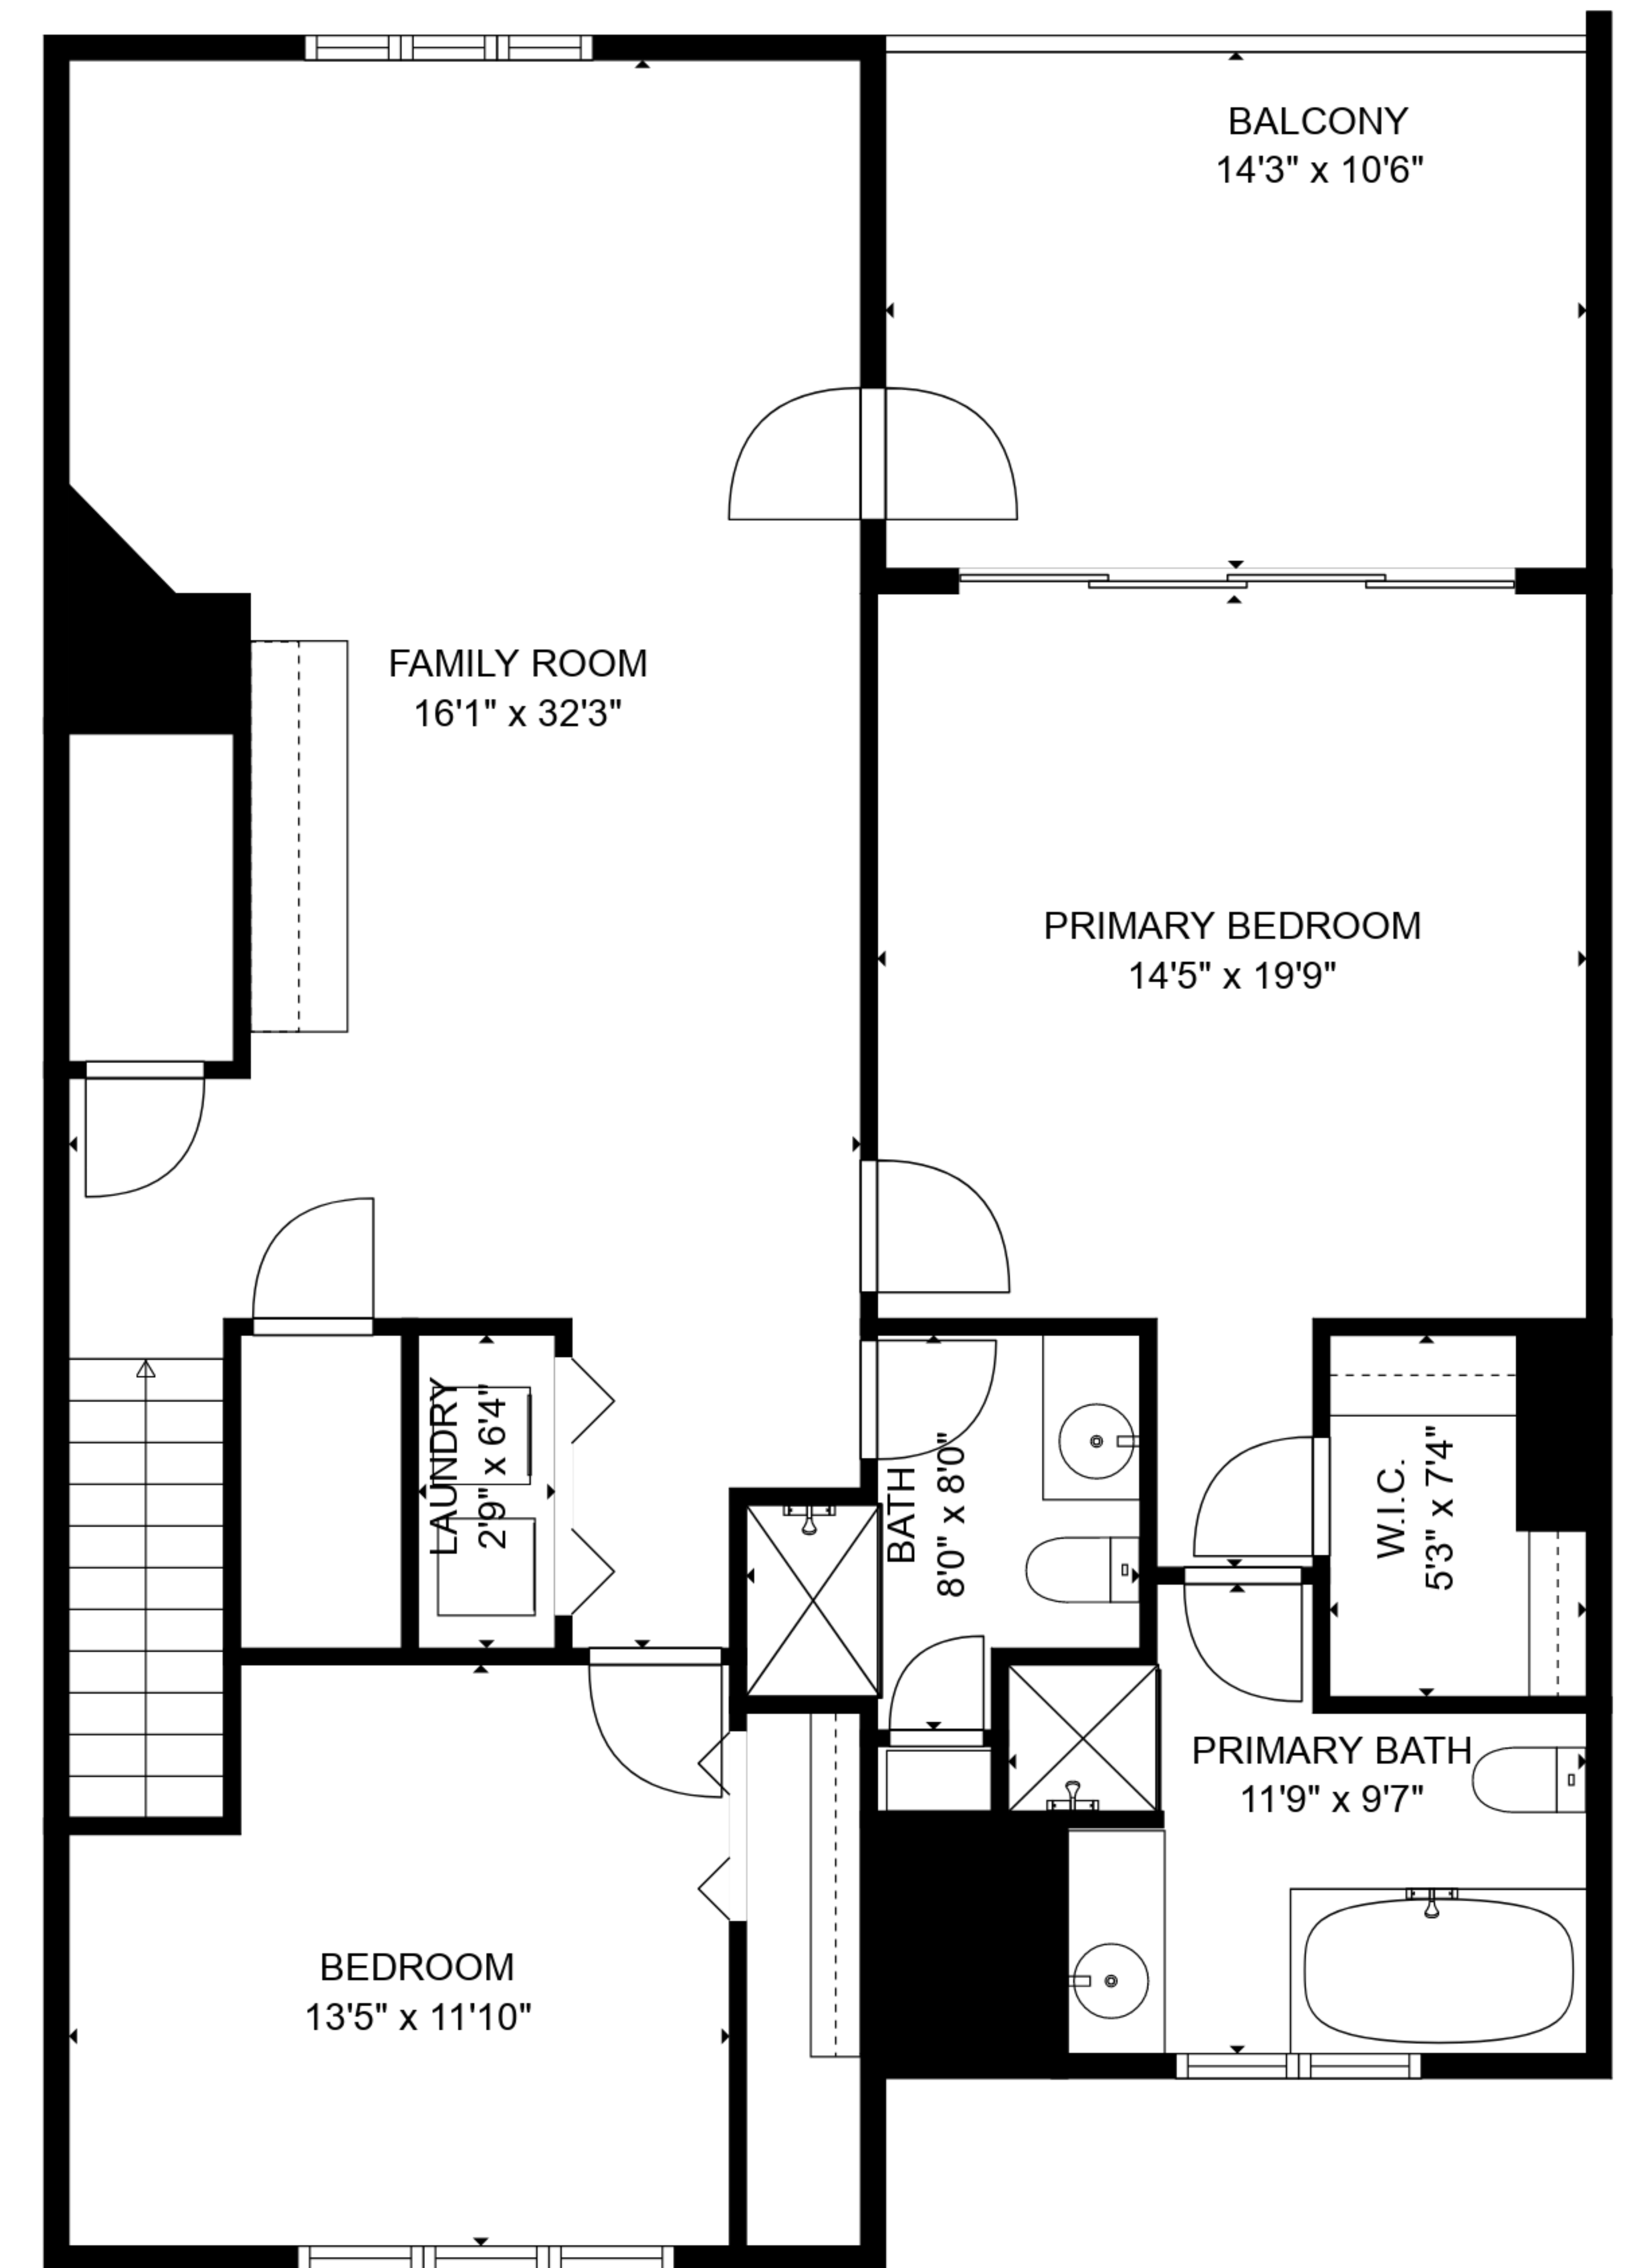 BALCONY
14'3" x 10'6"
FAMILY ROOM
16'1" x 32'3"
PRIMARY BEDROOM
14'5" x 19'9"
LAUNDRY
2'9" x 6'4"
BATH
8'0" x 8'0"
W.I.C.
5'3" x 7'4"
PRIMARY BATH
11'9" x 9'7"
BEDROOM
13'5" x 11'10"